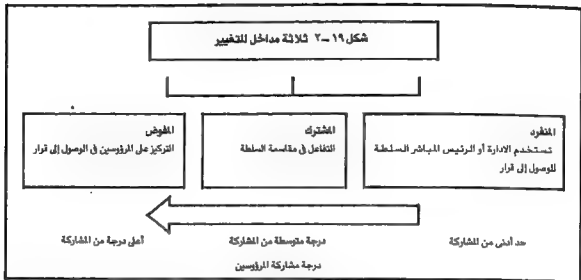 شكل ١٩ -٢ ثلاثة مداخل للتغيير
المنفرد
تستخدم الادارة أو الرئيس المباشر السلطة
للوصول إلى قرار
المشترك
التفاعل في مقاسمة السلطة
المفوض
التركيز على المرؤوسين في الوصول إلى قرار
حد أدنى من المشاركة
درجة متوسطة من المشاركة
أعلى درجة من المشاركة
درجة مشاركة المرؤوسين